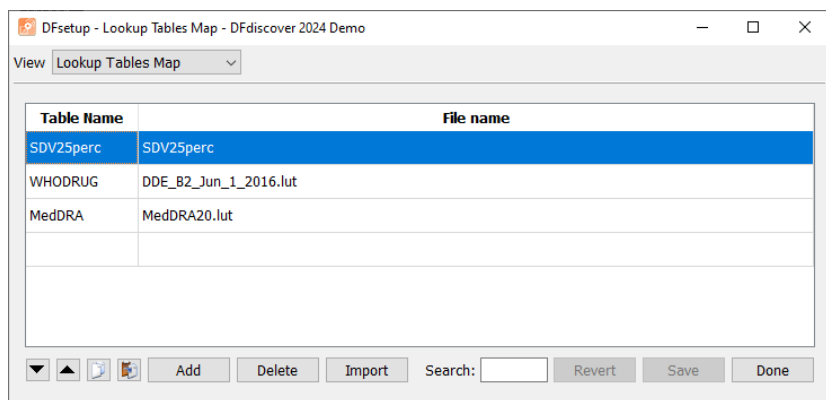 DFsetup - Lookup Tables Map - DFdiscover 2024 Demo
View Lookup Tables Map
Table Name File name
SDV25perc SDV25perc
WHODRUG DDE_B2_Jun_1_2016.lut
MedDRA MedDRA20.lut
Add Delete Import Search: Revert Save Done